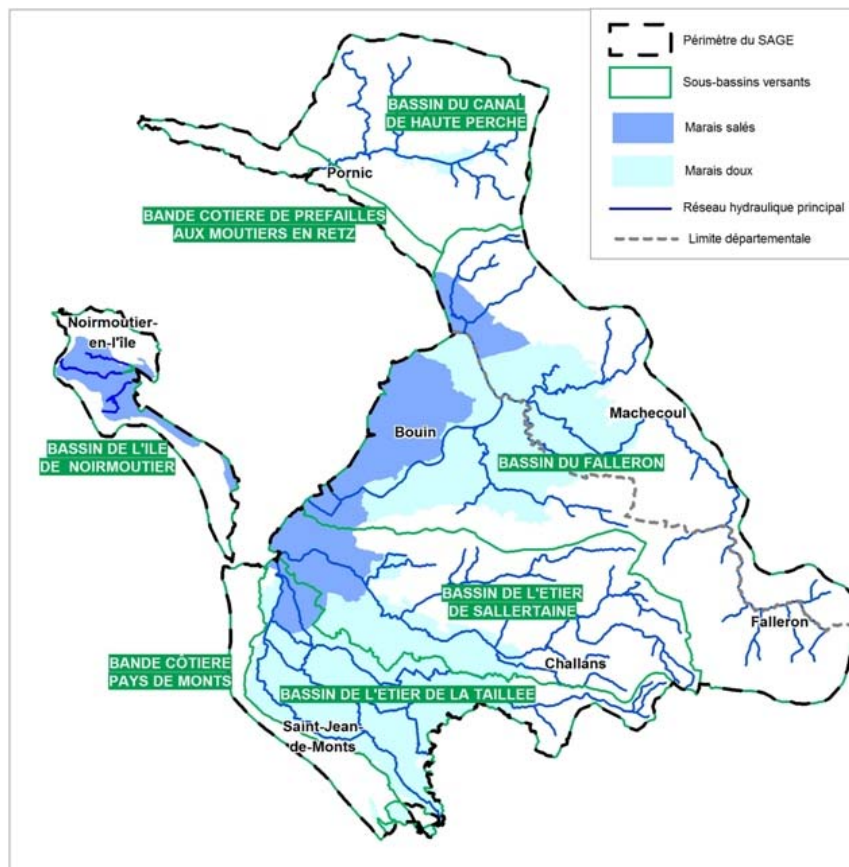 Périmètre du SAGE
Sous-bassins versants
Marais salés
Marais doux
Réseau hydraulique principal
Limite départementale
BASSIN DU CANAL
DE HAUTE PERCHE
Pornic
BANDE COTIERE DE PREFAILLES
AUX MOUTIERS EN RETZ
Noirmoutier-
en-l'île
BASSIN DE L'ILE
DE NOIRMOUTIER
Machecoul
Bouin
BASSIN DU FALLERON
BASSIN DE L'ETIER
DE SALLERTAINE
Falleron
Challans
BANDE CÔTIERE
PAYS DE MONTS
BASSIN DE L'ETIER DE LA TAILLEE
Saint-Jean-
de-Monts